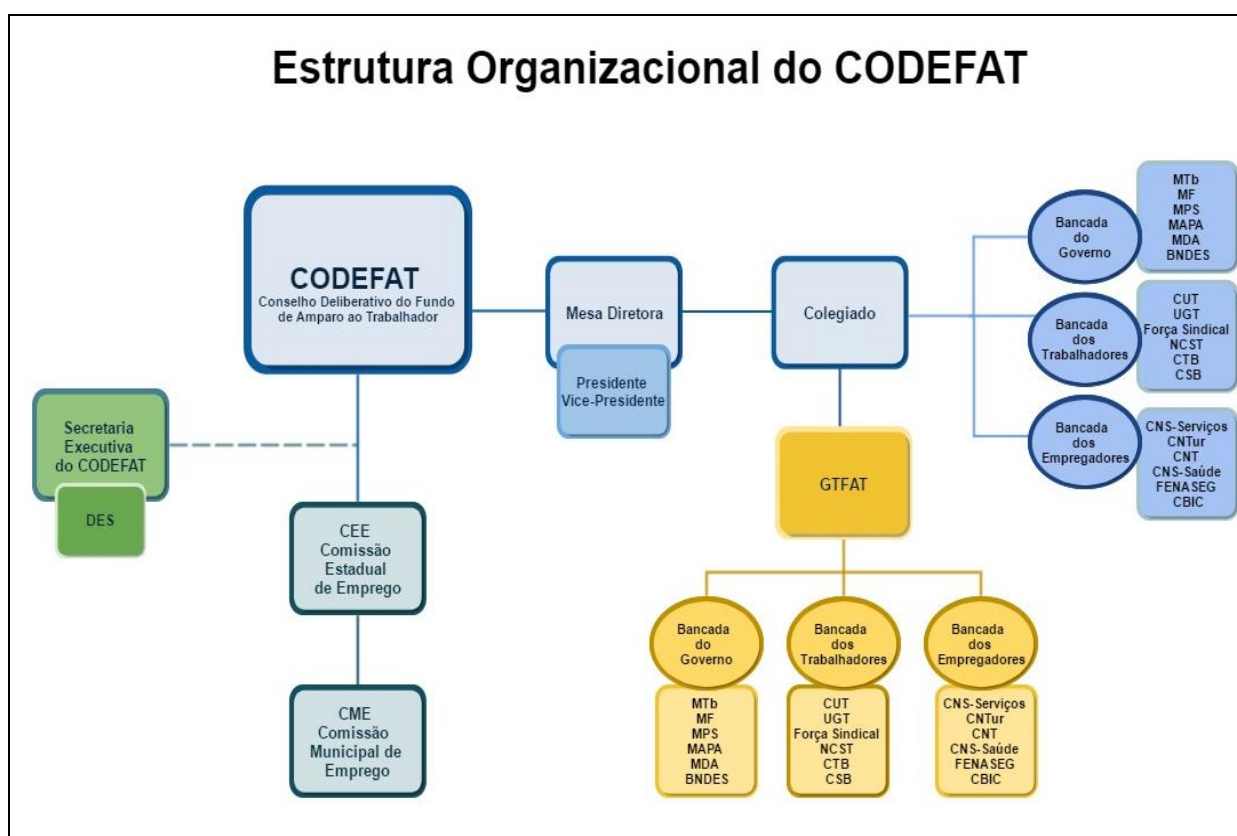 Estrutura Organizacional do CODEFAT
CODEFAT
Conselho Deliberativo do Fundo
de Amparo ao Trabalhador
Mesa Diretora
Presidente
Vice-Presidente
Colegiado
Bancada
do
Governo
MTb
MF
MPS
MAPA
MDA
BNDES
Bancada
dos
Trabalhadores
CUT
UGT
Força Sindical
NCST
CTB
CSB
Bancada
dos
Empregadores
CNS-Serviços
CNTur
CNT
CNS-Saúde
FENASEG
CBIC
Secretaria
Executiva
do CODEFAT
DES
CEE
Comissão
Estadual
de Emprego
CME
Comissão
Municipal de
Emprego
GTFAT
Bancada
do
Governo
MTb
MF
MPS
MAPA
MDA
BNDES
Bancada
dos
Trabalhadores
CUT
UGT
Força Sindical
NCST
CTB
CSB
Bancada
dos
Empregadores
CNS-Serviços
CNTur
CNT
CNS-Saúde
FENASEG
CBIC